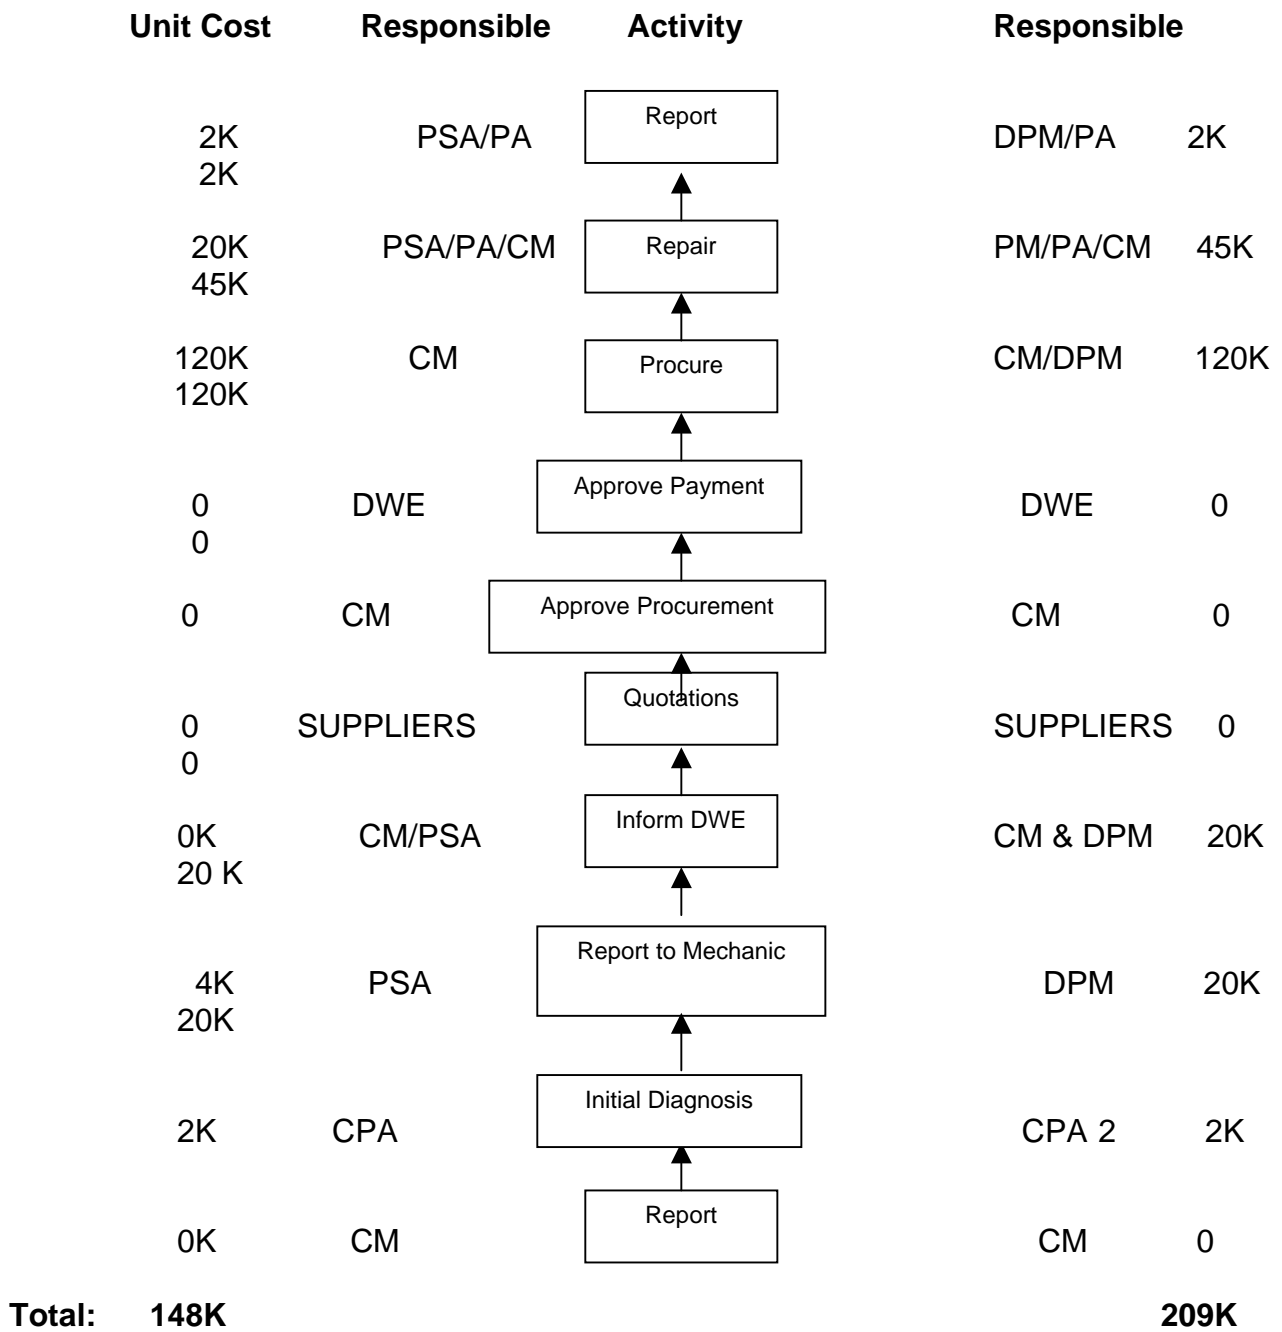 Unit Cost Responsible Activity Responsible
Report
2K PSA/PA DPM/PA 2K
2K
20K PSA/PA/CM Repair PM/PA/CM 45K
45K
120K CM Procure CM/DPM 120K
120K
Approve Payment
0 DWE DWE 0
0
Approve Procurement
0 CM CM 0
Quotations
0 SUPPLIERS SUPPLIERS 0
0
Inform DWE
0K CM/PSA CM & DPM 20K
20 K
Report to Mechanic
4K PSA DPM 20K
20K
Initial Diagnosis
2K CPA CPA 2 2K
Report
0K CM CM 0
Total: 148K 209K